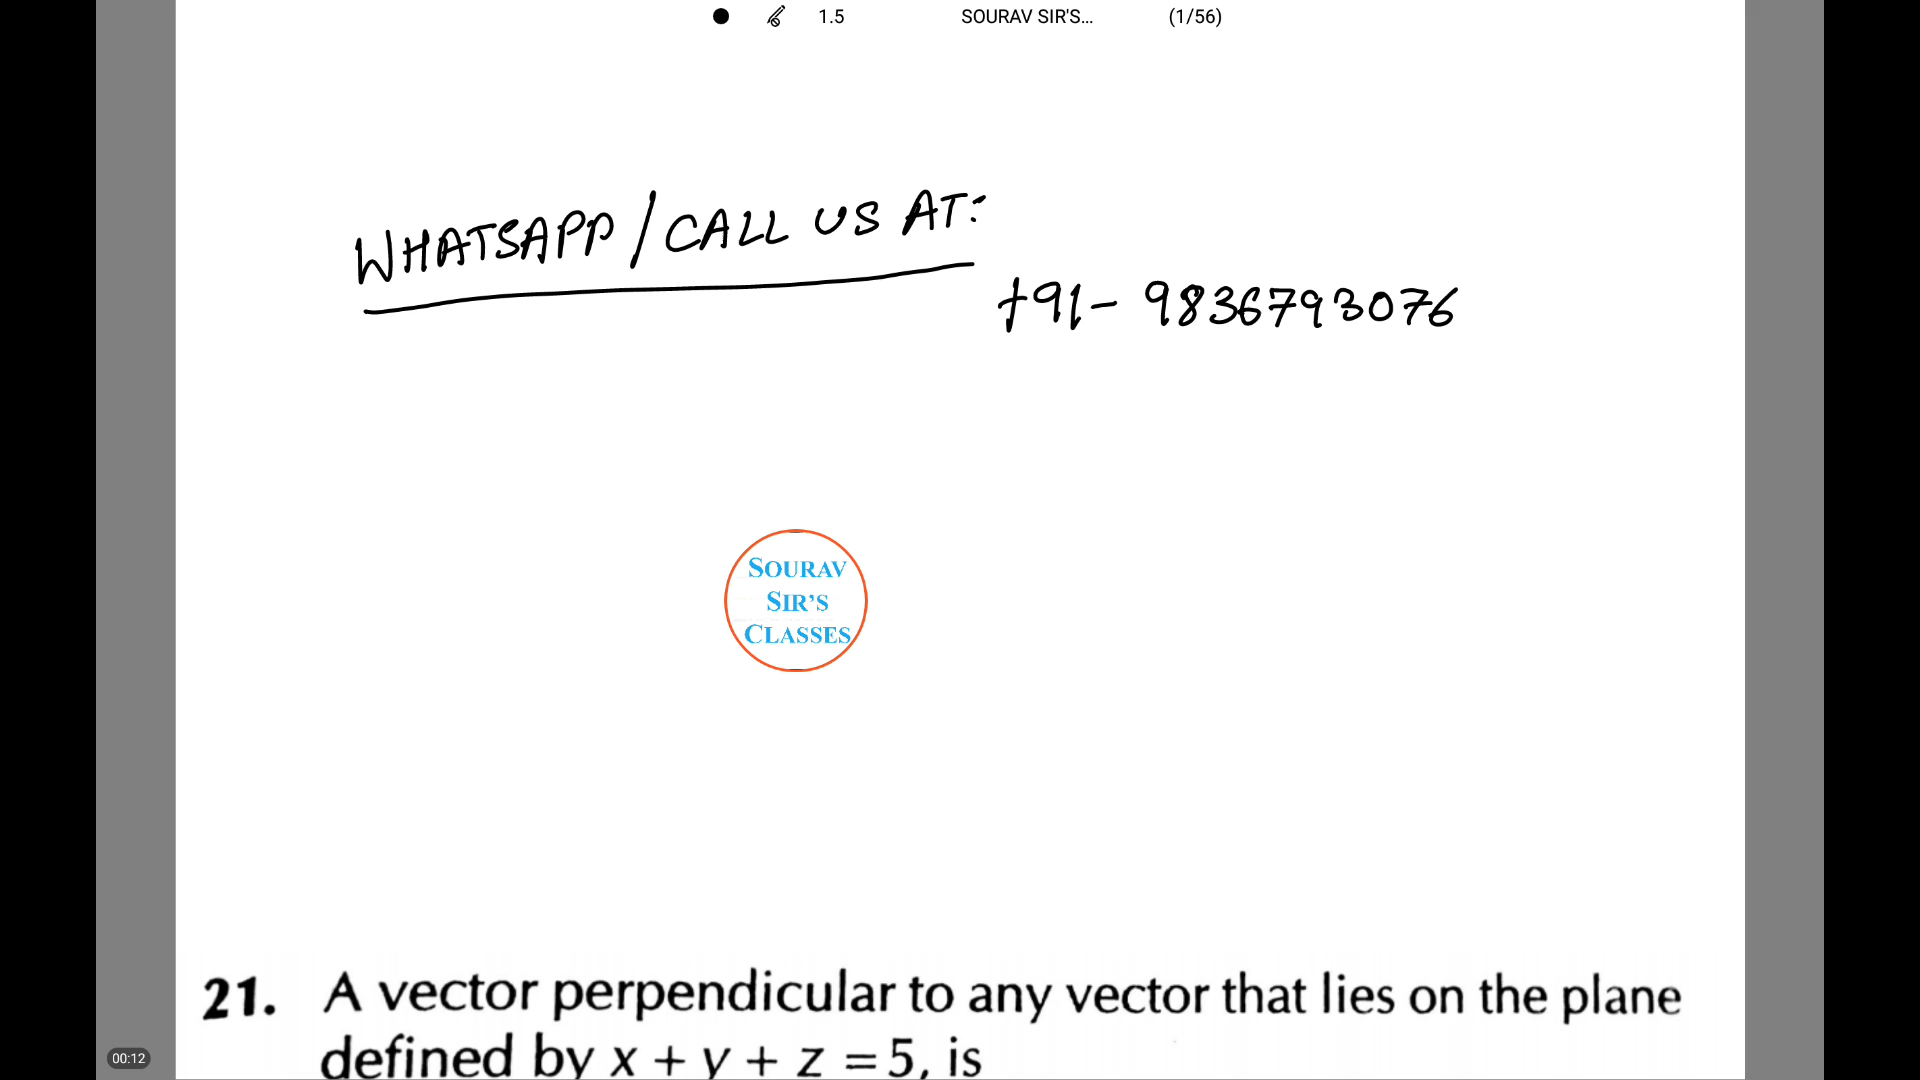 1.5 SOURAV SIR'S... (1/56)
WHATSAPP/CALL US AT:
+91- 9836793076
SOURAV
SIR'S
CLASSES
21. A vector perpendicular to any vector that lies on the plane
defined by x + y + z = 5, is
00:12